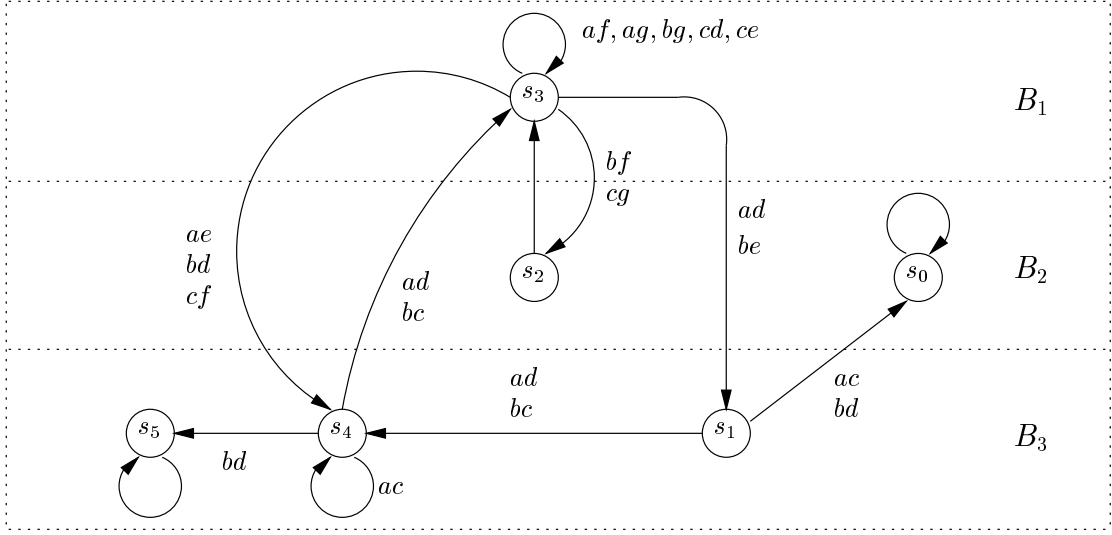 af, ag, bg, cd, ce
s3
B1
bf
cg
ad
be
ae
bd
cf
s2
s0
B2
ad
bc
ad
bc
ac
bd
s5
s4
s1
B3
bd
ac